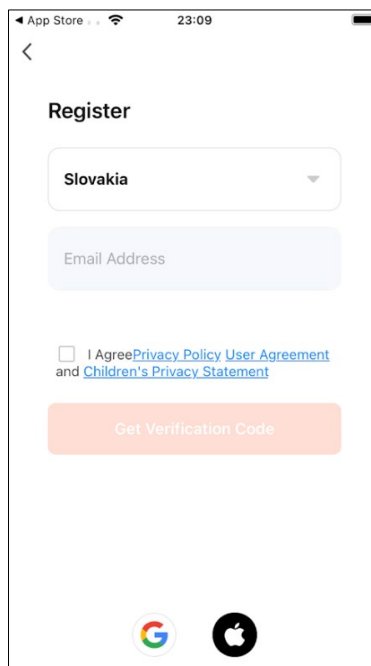 ◀ App Store
23:09
Register
Slovakia
Email Address
I AgreePrivacy Policy User Agreement
and Children's Privacy Statement
Get Verification Code